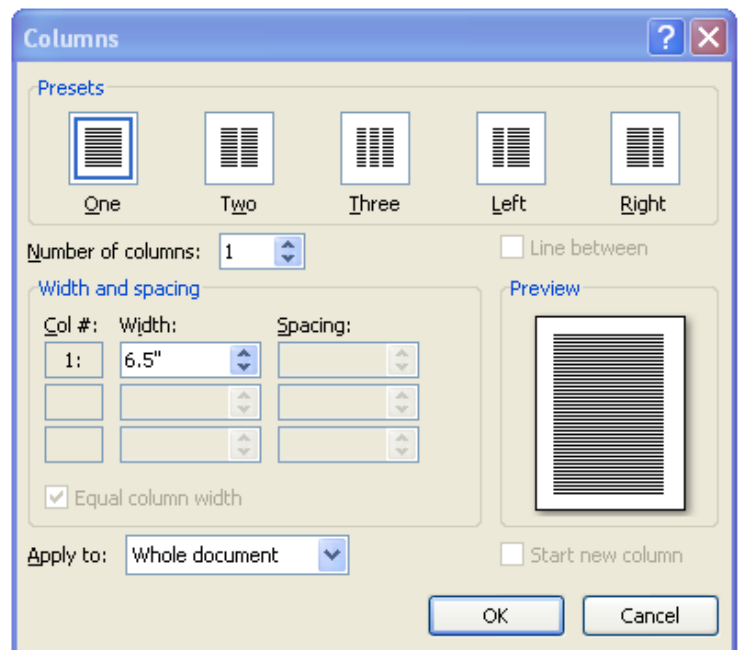 Columns
Presets
One Two Three Left Right
Number of columns: 1 Line between
Width and spacing Preview
Col #: Width: Spacing:
1: 6.5"
Equal column width
Apply to: Whole document Start new column
OK Cancel